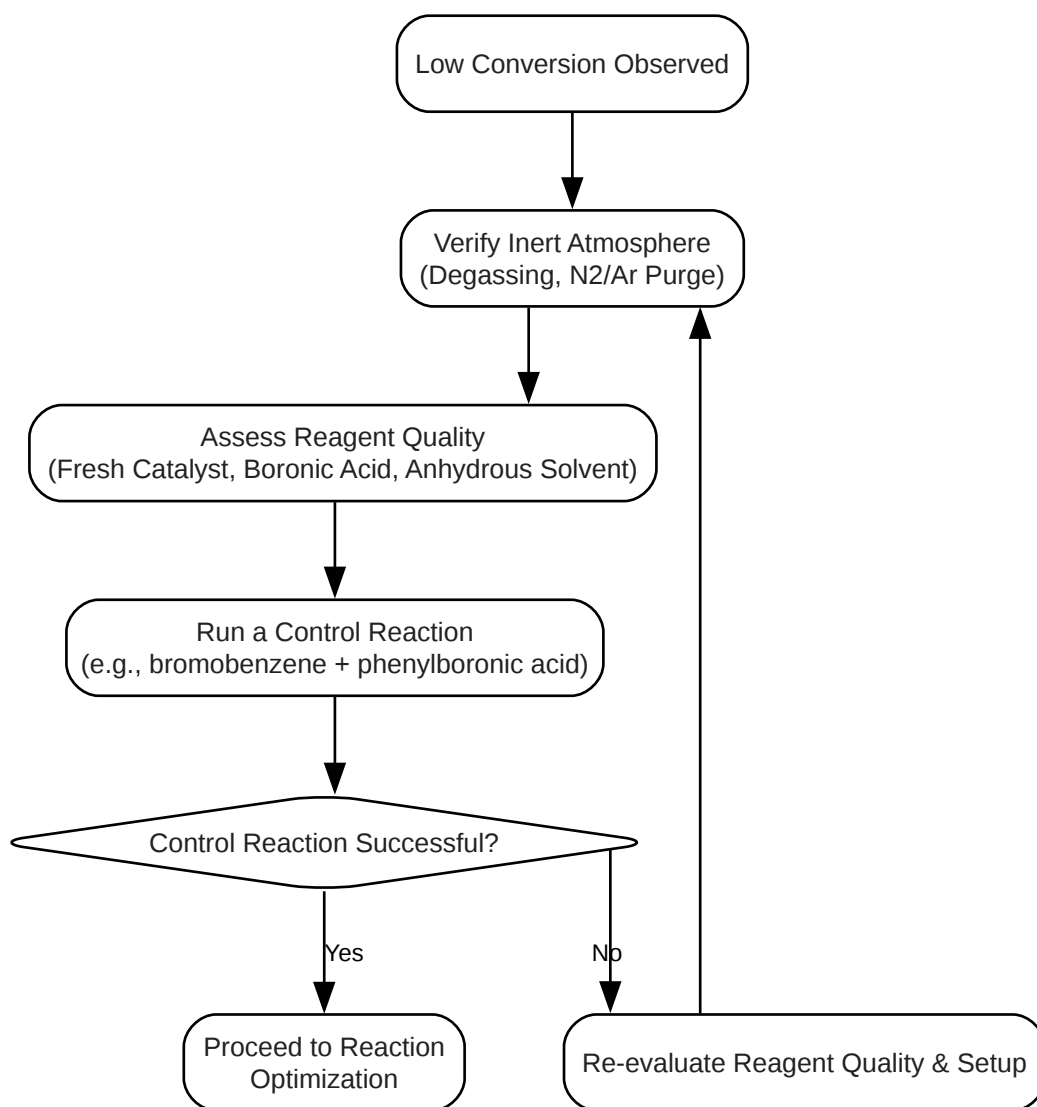 Low Conversion Observed
Verify Inert Atmosphere
(Degassing, N2/Ar Purge)
Assess Reagent Quality
(Fresh Catalyst, Boronic Acid, Anhydrous Solvent)
Run a Control Reaction
(e.g., bromobenzene + phenylboronic acid)
Control Reaction Successful?
Yes
No
Proceed to Reaction
Optimization
Re-evaluate Reagent Quality & Setup